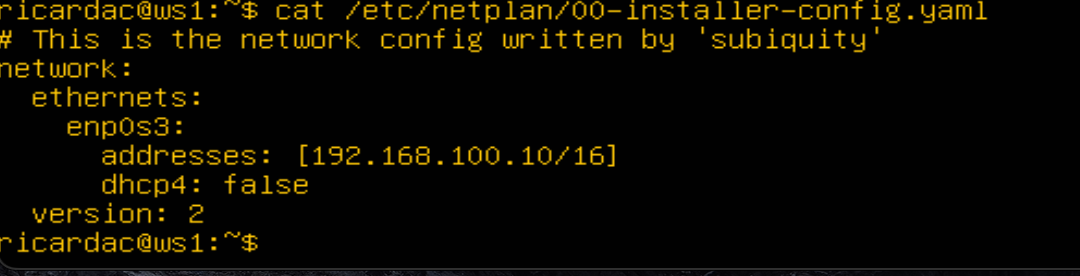 ricardac@ws1:~$ cat /etc/netplan/00-installer-config.yaml
# This is the network config written by 'subiquity'
network:
  ethernets:
    enp0s3:
      addresses: [192.168.100.10/16]
      dhcp4: false
  version: 2
ricardac@ws1:~$